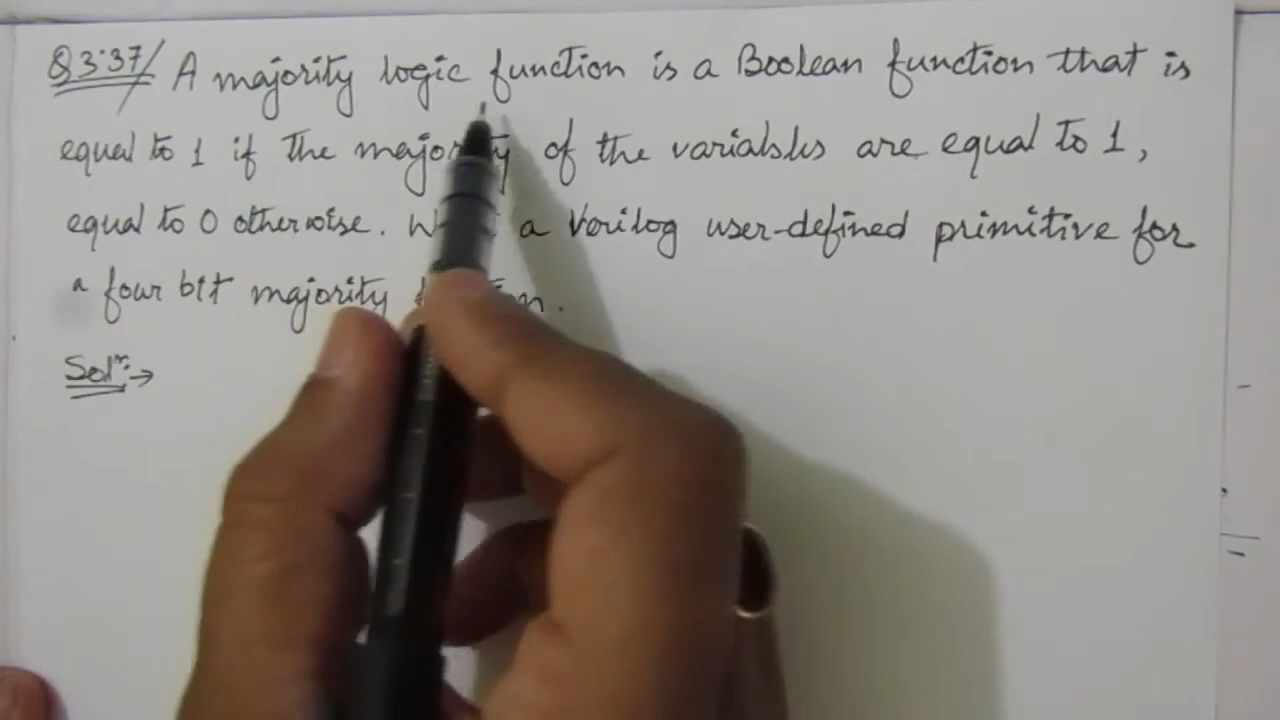 Q3.37/ A majority logic function is a Boolean function that is
equal to 1 if the majority of the variables are equal to 1,
equal to 0 otherwise. a Verilog user-defined primitive for
a four bit majority
Soln: →